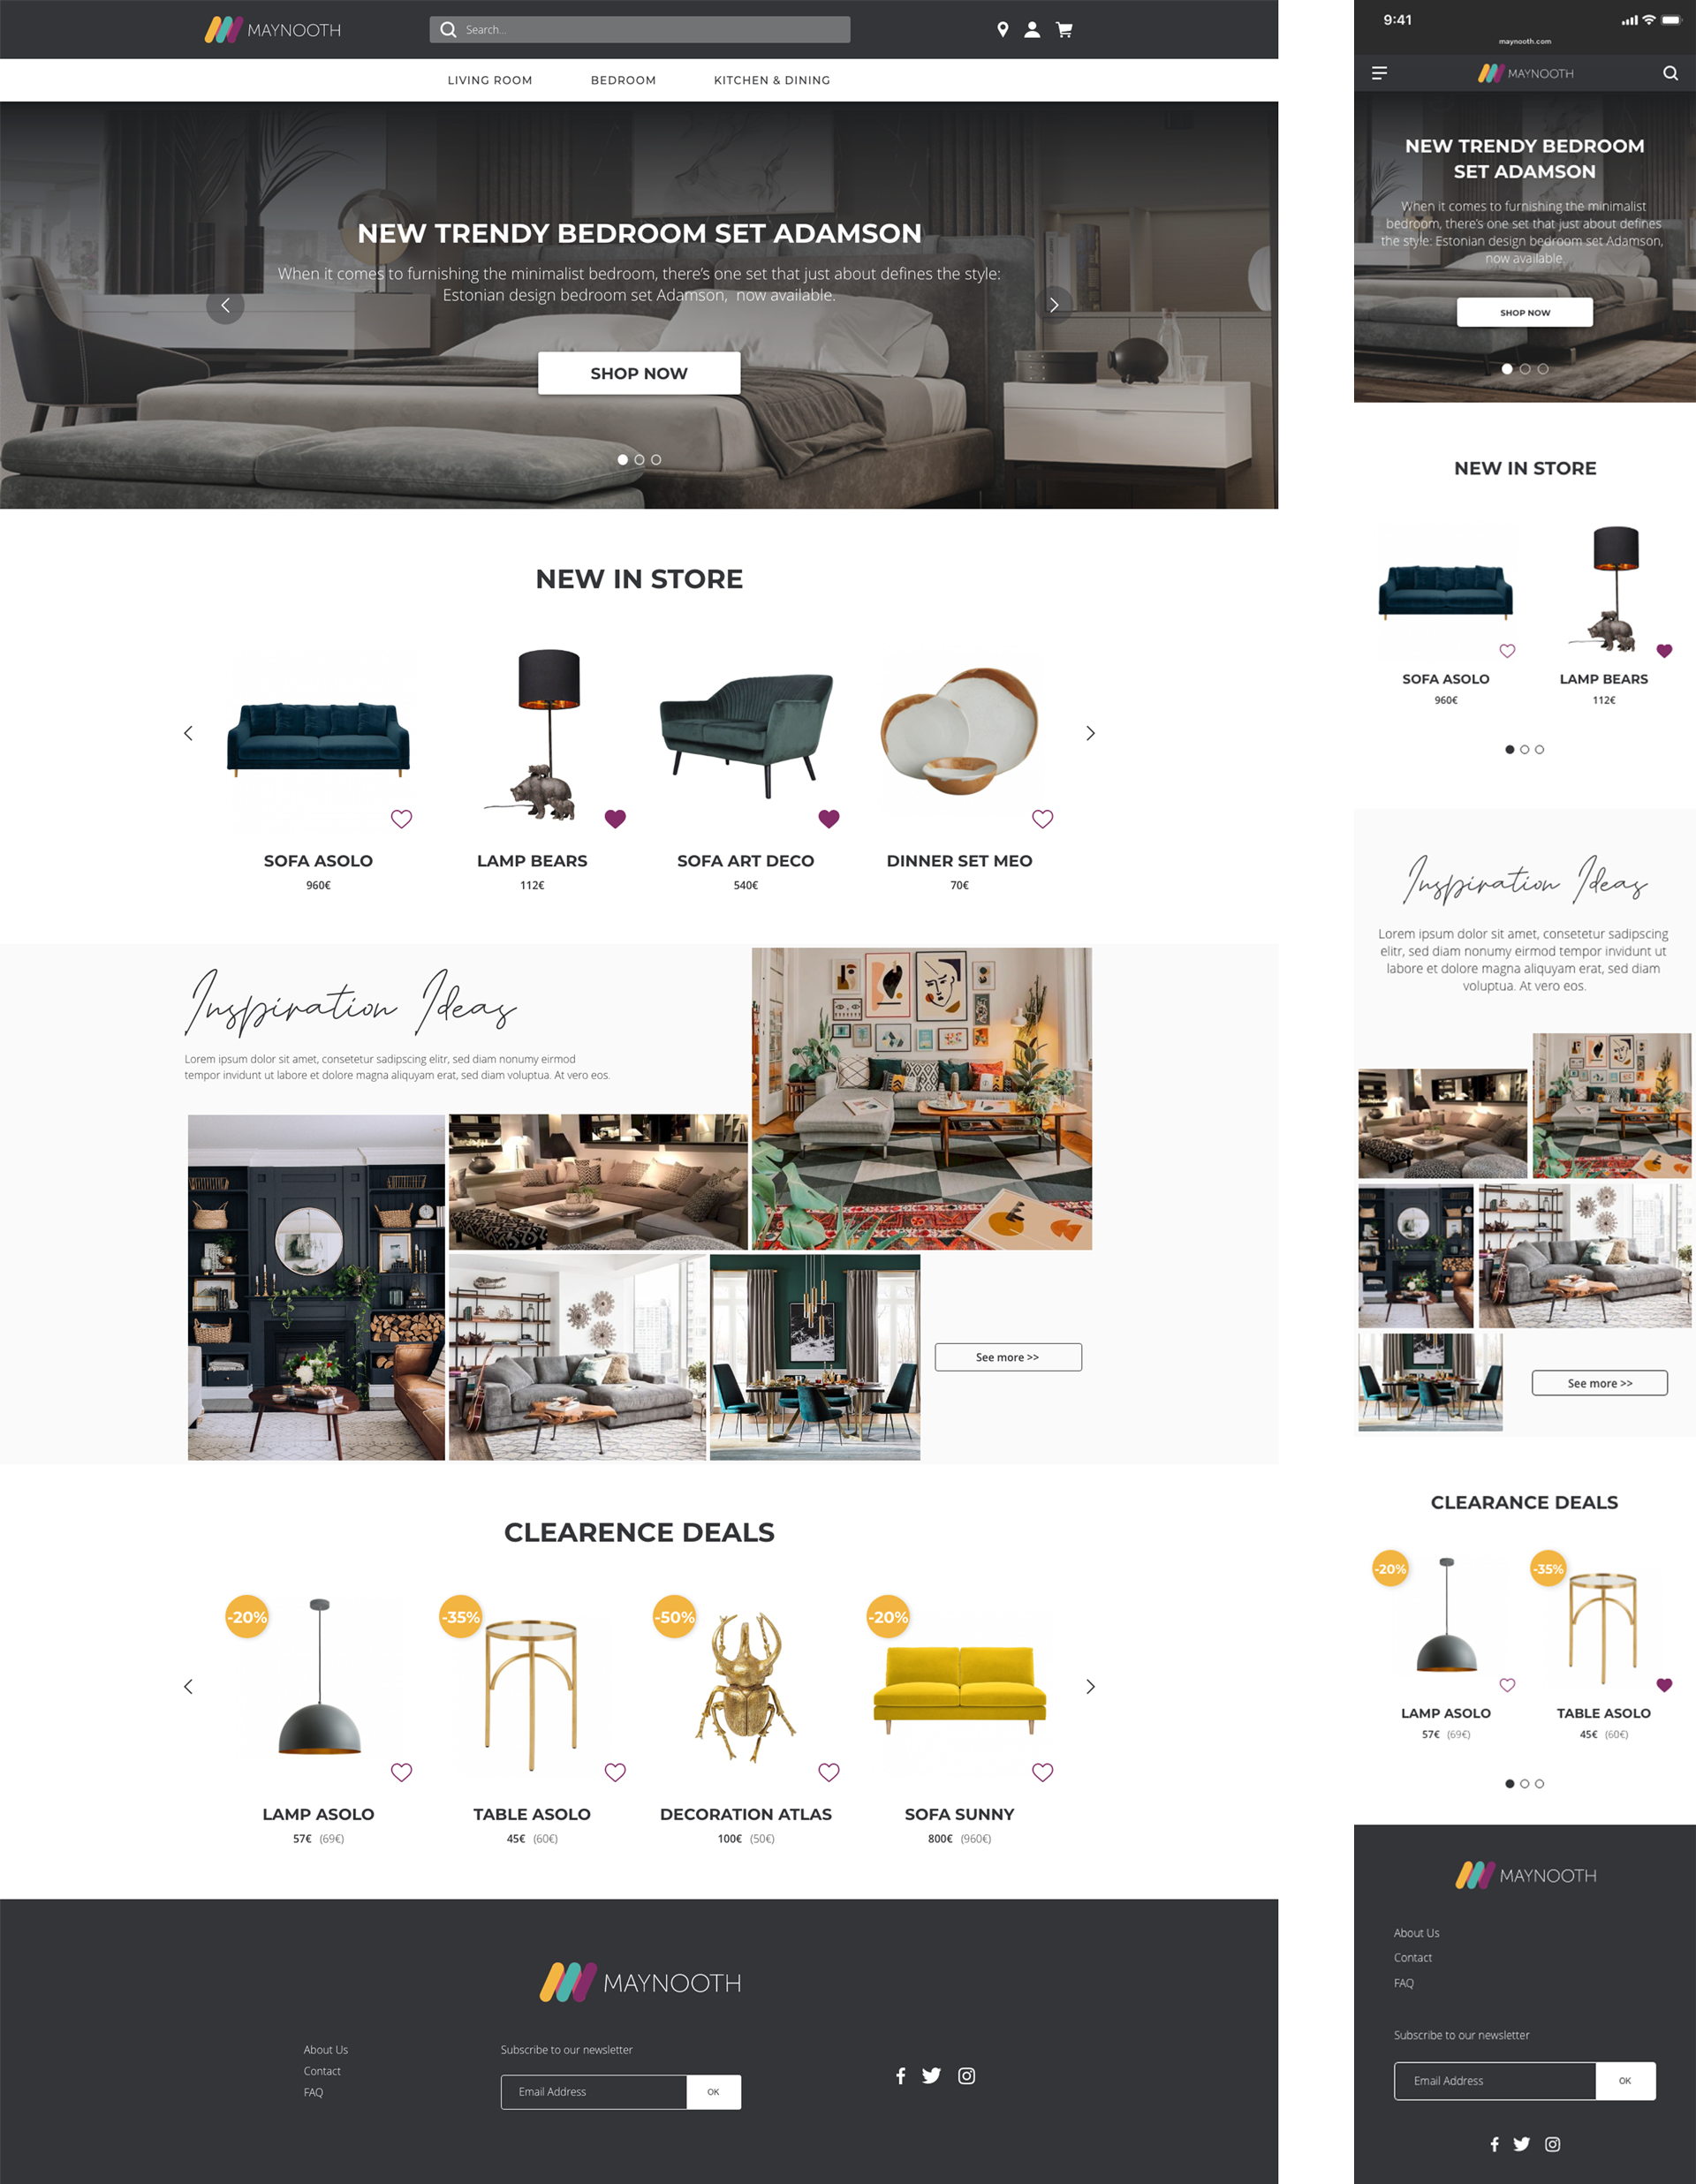 MAYNOOTH
Search...
LIVING ROOM
BEDROOM
KITCHEN & DINING
NEW TRENDY BEDROOM SET ADAMSON
When it comes to furnishing the minimalist bedroom, there's one set that just about defines the style:
Estonian design bedroom set Adamson, now available.
SHOP NOW
NEW IN STORE
SOFA ASOLO
960€
LAMP BEARS
112€
SOFA ART DECO
540€
DINNER SET MEO
70€
Inspiration Ideas
Lorem ipsum dolor sit amet, consetetur sadipscing elitr, sed diam nonumy eirmod
tempor invidunt ut labore et dolore magna aliquyam erat, sed diam voluptua. At vero eos.
See more >>
CLEARENCE DEALS
-20%
-35%
-50%
-20%
LAMP ASOLO
57€ (69€)
TABLE ASOLO
45€ (60€)
DECORATION ATLAS
100€ (50€)
SOFA SUNNY
800€ (960€)
MAYNOOTH
About Us
Contact
FAQ
Subscribe to our newsletter
Email Address
OK
9:41
maynooth.com
MAYNOOTH
NEW TRENDY BEDROOM
SET ADAMSON
When it comes to furnishing the minimalist
bedroom, there's one set that just about defines
the style: Estonian design bedroom set Adamson,
now available.
SHOP NOW
NEW IN STORE
SOFA ASOLO
960€
LAMP BEARS
112€
Inspiration Ideas
Lorem ipsum dolor sit amet, consetetur sadipscing
elitr, sed diam nonumy eirmod tempor invidunt ut
labore et dolore magna aliquyam erat, sed diam
voluptua. At vero eos.
See more >>
CLEARANCE DEALS
-20%
-35%
LAMP ASOLO
57€ (69€)
TABLE ASOLO
45€ (60€)
MAYNOOTH
About Us
Contact
FAQ
Subscribe to our newsletter
Email Address
OK